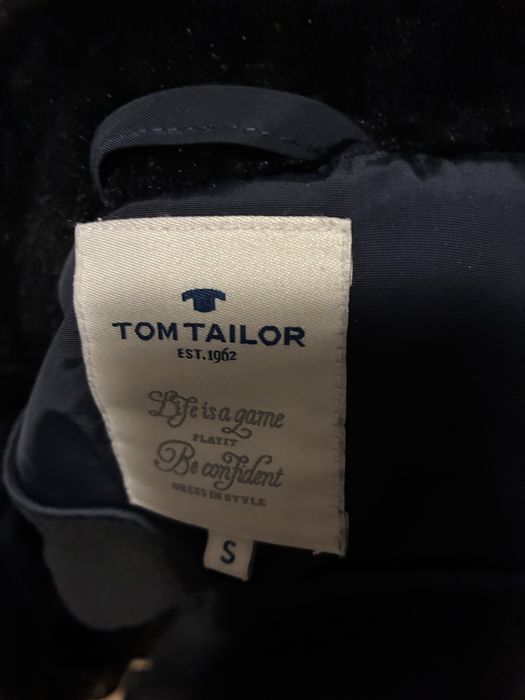 TOM TAILOR
EST. 1962
Life is a game
PLAY IT
Be confident
DRESS IN STYLE
S